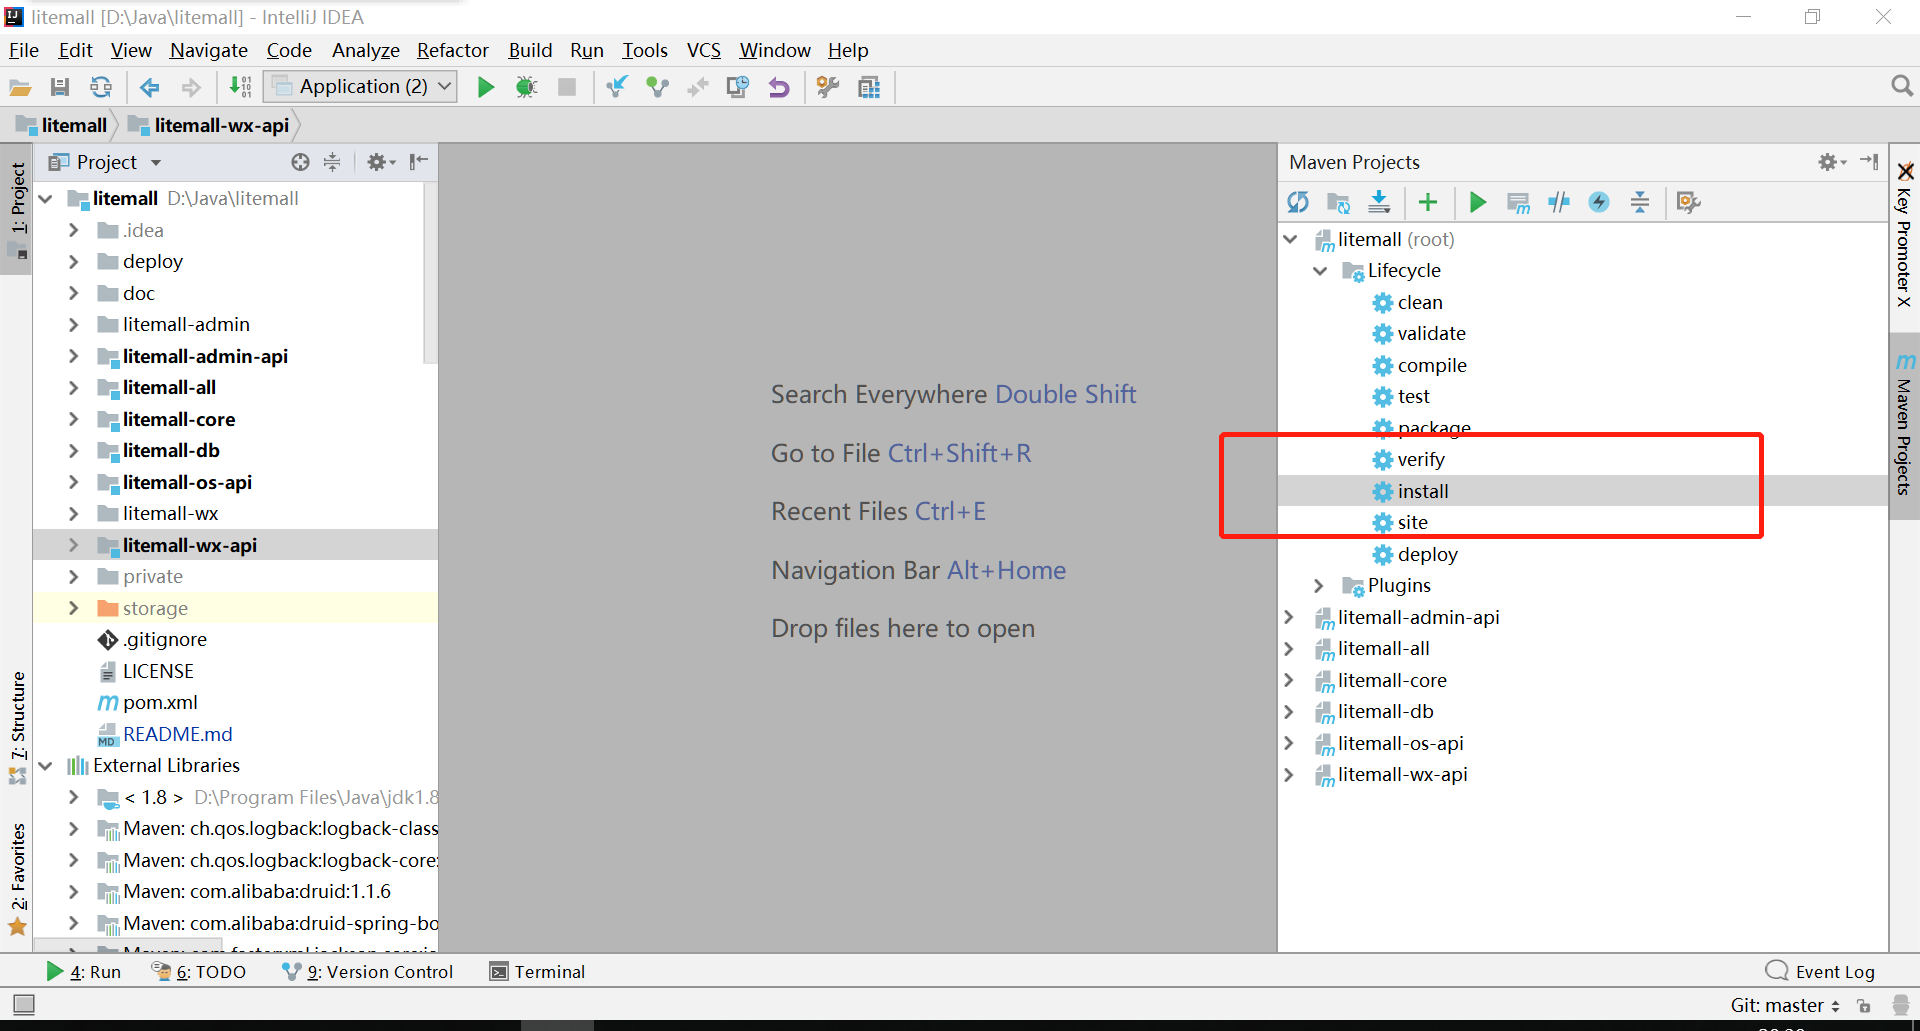 litemall [D:\Java\litemall] - IntelliJ IDEA
File Edit View Navigate Code Analyze Refactor Build Run Tools VCS Window Help
Application (2)
litemall litemall-wx-api
1: Project
7: Structure
2: Favorites
Project
litemall D:\Java\litemall
.idea
deploy
doc
litemall-admin
litemall-admin-api
litemall-all
litemall-core
litemall-db
litemall-os-api
litemall-wx
litemall-wx-api
private
storage
.gitignore
LICENSE
pom.xml
README.md
External Libraries
< 1.8 > D:\Program Files\Java\jdk1.8
Maven: ch.qos.logback:logback-class
Maven: ch.qos.logback:logback-core:
Maven: com.alibaba:druid:1.1.6
Maven: com.alibaba:druid-spring-bo
Search Everywhere Double Shift
Go to File Ctrl+Shift+R
Recent Files Ctrl+E
Navigation Bar Alt+Home
Drop files here to open
Maven Projects
litemall (root)
Lifecycle
clean
validate
compile
test
package
verify
install
site
deploy
Plugins
litemall-admin-api
litemall-all
litemall-core
litemall-db
litemall-os-api
litemall-wx-api
Key Promoter X
Maven Projects
4: Run 6: TODO 9: Version Control Terminal Event Log
Git: master